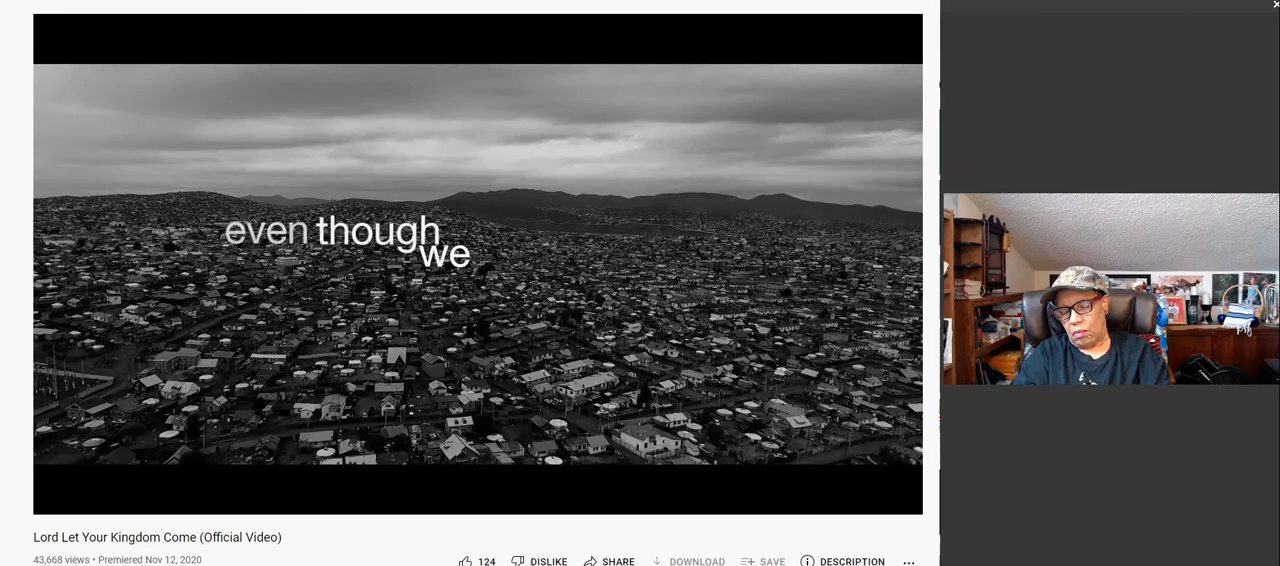 even though
we
Lord Let Your Kingdom Come (Official Video)
43,668 views • Premiered Nov 12, 2020
124 DISLIKE SHARE DOWNLOAD SAVE DESCRIPTION